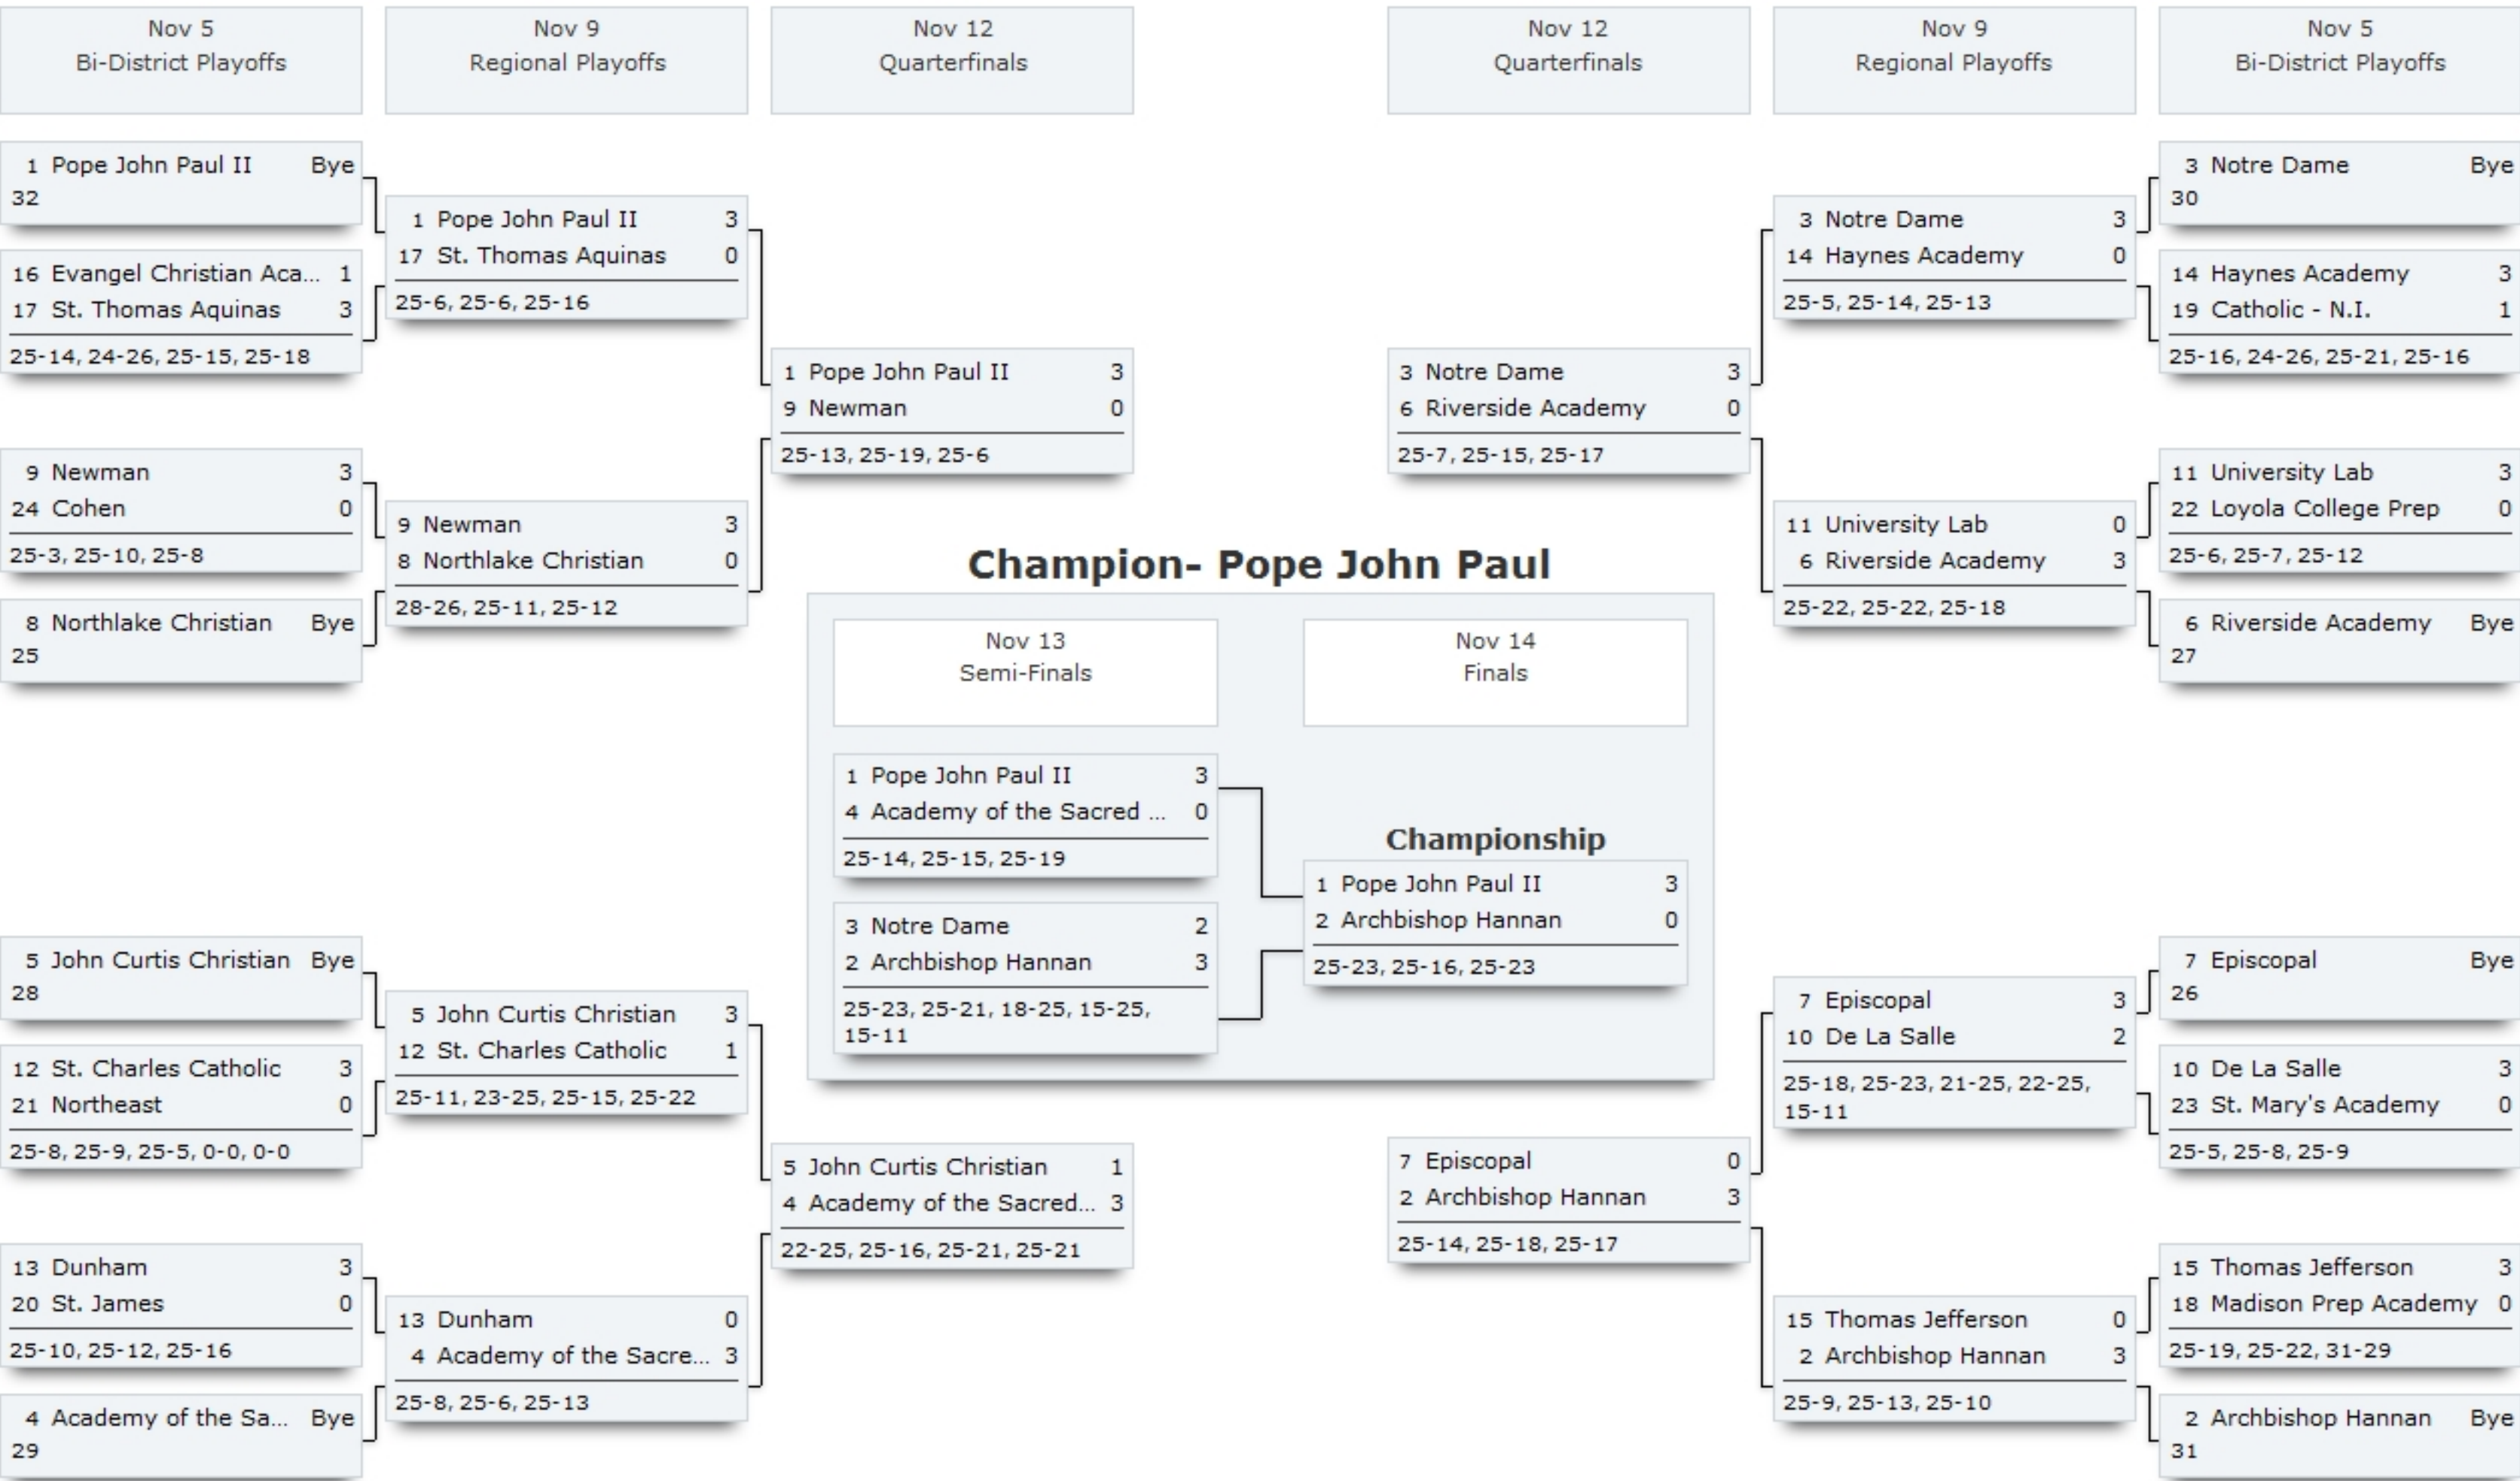 Nov 5
Bi-District Playoffs
Nov 9
Regional Playoffs
Nov 12
Quarterfinals
Nov 12
Quarterfinals
Nov 9
Regional Playoffs
Nov 5
Bi-District Playoffs
1 Pope John Paul II Bye
32
16 Evangel Christian Aca... 1
17 St. Thomas Aquinas 3
25-14, 24-26, 25-15, 25-18
9 Newman 3
24 Cohen 0
25-3, 25-10, 25-8
8 Northlake Christian Bye
25
5 John Curtis Christian Bye
28
12 St. Charles Catholic 3
21 Northeast 0
25-8, 25-9, 25-5, 0-0, 0-0
13 Dunham 3
20 St. James 0
25-10, 25-12, 25-16
4 Academy of the Sa... Bye
29
1 Pope John Paul II 3
17 St. Thomas Aquinas 0
25-6, 25-6, 25-16
9 Newman 3
8 Northlake Christian 0
28-26, 25-11, 25-12
5 John Curtis Christian 3
12 St. Charles Catholic 1
25-11, 23-25, 25-15, 25-22
13 Dunham 0
4 Academy of the Sacre... 3
25-8, 25-6, 25-13
1 Pope John Paul II 3
9 Newman 0
25-13, 25-19, 25-6
5 John Curtis Christian 1
4 Academy of the Sacred... 3
22-25, 25-16, 25-21, 25-21
Champion- Pope John Paul
Nov 13
Semi-Finals
Nov 14
Finals
1 Pope John Paul II 3
4 Academy of the Sacred ... 0
25-14, 25-15, 25-19
3 Notre Dame 2
2 Archbishop Hannan 3
25-23, 25-21, 18-25, 15-25,
15-11
Championship
1 Pope John Paul II 3
2 Archbishop Hannan 0
25-23, 25-16, 25-23
3 Notre Dame 3
6 Riverside Academy 0
25-7, 25-15, 25-17
7 Episcopal 0
2 Archbishop Hannan 3
25-14, 25-18, 25-17
3 Notre Dame 3
14 Haynes Academy 0
25-5, 25-14, 25-13
11 University Lab 0
6 Riverside Academy 3
25-22, 25-22, 25-18
7 Episcopal 3
10 De La Salle 2
25-18, 25-23, 21-25, 22-25,
15-11
15 Thomas Jefferson 0
2 Archbishop Hannan 3
25-9, 25-13, 25-10
3 Notre Dame Bye
30
14 Haynes Academy 3
19 Catholic - N.I. 1
25-16, 24-26, 25-21, 25-16
11 University Lab 3
22 Loyola College Prep 0
25-6, 25-7, 25-12
6 Riverside Academy Bye
27
7 Episcopal Bye
26
10 De La Salle 3
23 St. Mary's Academy 0
25-5, 25-8, 25-9
15 Thomas Jefferson 3
18 Madison Prep Academy 0
25-19, 25-22, 31-29
2 Archbishop Hannan Bye
31